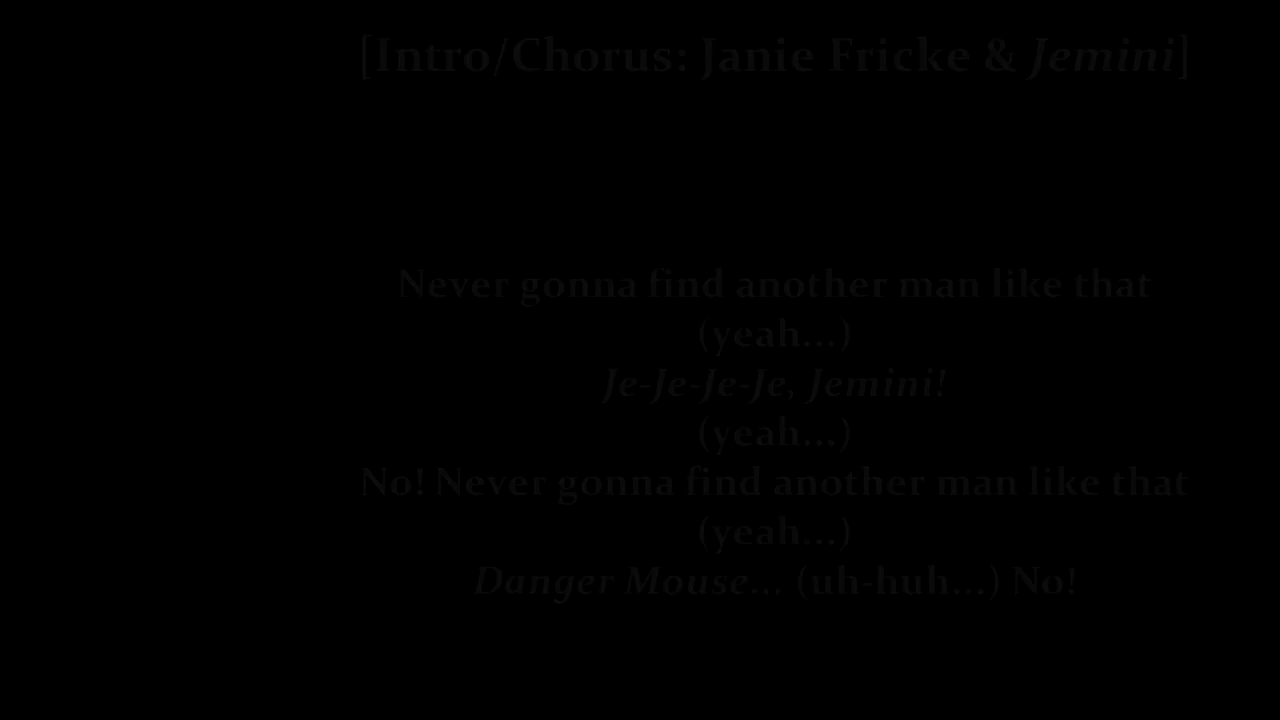 [Intro/Chorus: Janie Fricke & Jemini]
Never gonna find another man like that
(yeah...)
Je-Je-Je-Je, Jemini!
(yeah...)
No! Never gonna find another man like that
(yeah...)
Danger Mouse... (uh-huh...) No!